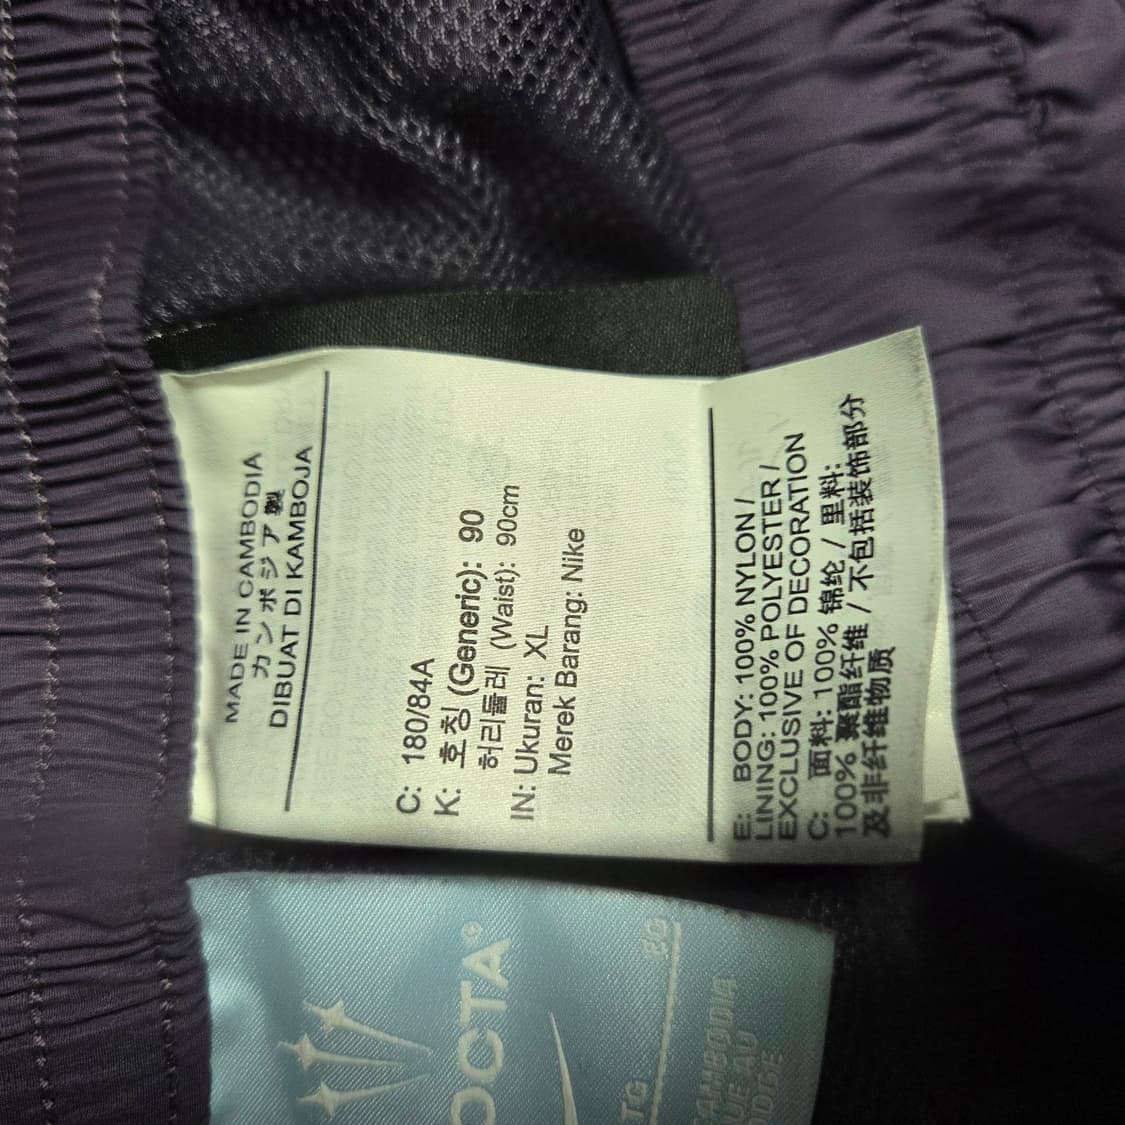 MADE IN CAMBODIA
カンボジア製
DIBUAT DI KAMBOJA
C: 180/84A
K: 호칭 (Generic): 90
허리둘레 (Waist): 90cm
IN: Ukuran: XL
Merek Barang: Nike
E: BODY: 100% NYLON /
LINING: 100% POLYESTER /
EXCLUSIVE OF DECORATION
C: 面料: 100% 锦纶 / 里料:
100% 聚酯纤维 / 不包括装饰部分
及非纤维物质
OCTA
TG